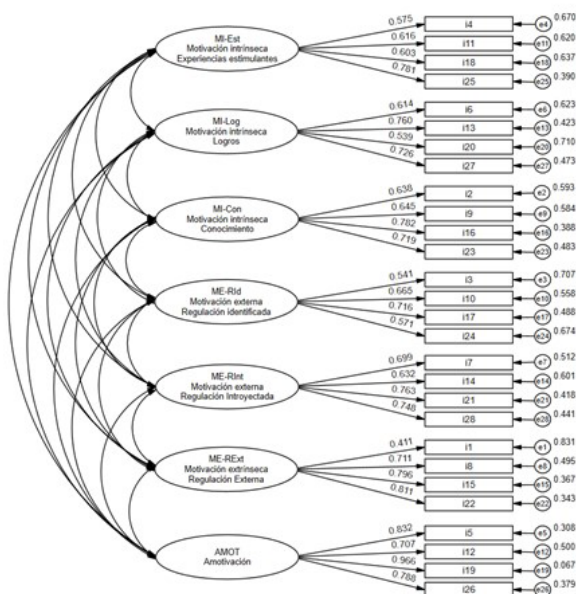 MI-Est
Motivación intrínseca
Experiencias estimulantes
0.575 i4 e4 0.670
0.616 i11 e11 0.620
0.603 i18 e18 0.637
0.781 i25 e25 0.390
MI-Log
Motivación intrínseca
Logros
0.614 i6 e6 0.623
0.760 i13 e13 0.423
0.539 i20 e20 0.710
0.726 i27 e27 0.473
MI-Con
Motivación intrínseca
Conocimiento
0.638 i2 e2 0.593
0.645 i9 e9 0.584
0.782 i16 e16 0.388
0.719 i23 e23 0.483
ME-RId
Motivación externa
Regulación identificada
0.541 i3 e3 0.707
0.665 i10 e10 0.558
0.716 i17 e17 0.488
0.571 i24 e24 0.674
ME-RInt
Motivación externa
Regulación Introyectada
0.699 i7 e7 0.512
0.632 i14 e14 0.601
0.763 i21 e21 0.418
0.748 i28 e28 0.441
ME-RExt
Motivación extrínseca
Regulación Externa
0.411 i1 e1 0.831
0.711 i8 e8 0.495
0.796 i15 e15 0.367
0.811 i22 e22 0.343
AMOT
Amotivación
0.832 i5 e5 0.308
0.707 i12 e12 0.500
0.966 i19 e19 0.067
0.788 i26 e26 0.379